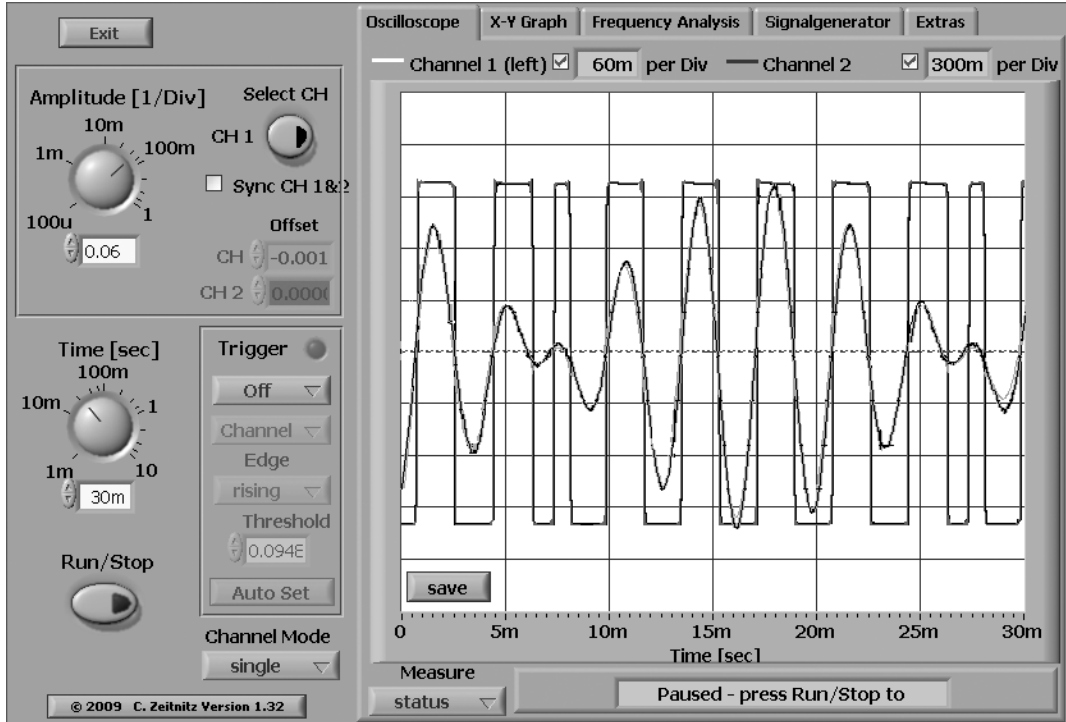 Exit
Oscilloscope X-Y Graph Frequency Analysis Signalgenerator Extras
Channel 1 (left) 60m per Div Channel 2 300m per Div
Amplitude [1/Div] Select CH
10m
CH 1
1m 100m
Sync CH 1&2
100u 1
Offset
0.06
CH -0.001
CH 2 0.000
Time [sec] Trigger
100m
Off
10m 1
Channel
Edge
1m 10
rising
30m
Threshold
Run/Stop
Auto Set
save
0 5m 10m 15m 20m 25m 30m
Time [sec]
Channel Mode
single
Measure
status
Paused - press Run/Stop to
© 2009 C. Zeitnitz Version 1.32